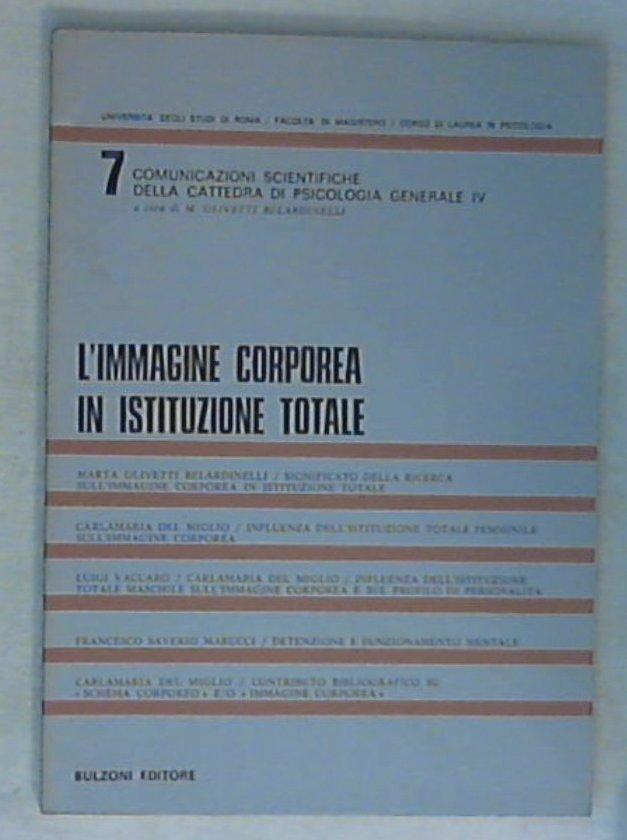 UNIVERSITÀ DEGLI STUDI DI ROMA / FACOLTÀ DI MAGISTERO / CORSO DI LAUREA IN PSICOLOGIA
7 COMUNICAZIONI SCIENTIFICHE
DELLA CATTEDRA DI PSICOLOGIA GENERALE IV
a cura di M. OLIVETTI BELARDINELLI
L'IMMAGINE CORPOREA
IN ISTITUZIONE TOTALE
MARTA OLIVETTI BELARDINELLI / SIGNIFICATO DELLA RICERCA
SULL'IMMAGINE CORPOREA IN ISTITUZIONE TOTALE
CARLAMARIA DEL MIGLIO / INFLUENZA DELL'ISTITUZIONE TOTALE FEMMINILE
SULL'IMMAGINE CORPOREA
LUIGI VACCARO / CARLAMARIA DEL MIGLIO / INFLUENZA DELL'ISTITUZIONE
TOTALE MASCHILE SULL'IMMAGINE CORPOREA E SUL PROFILO DI PERSONALITÀ
FRANCESCO SAVERIO MARUCCI / DETENZIONE E FUNZIONAMENTO MENTALE
CARLAMARIA DEL MIGLIO / CONTRIBUTO BIBLIOGRAFICO SU
«SCHEMA CORPOREO» E/O «IMMAGINE CORPOREA»
BULZONI EDITORE